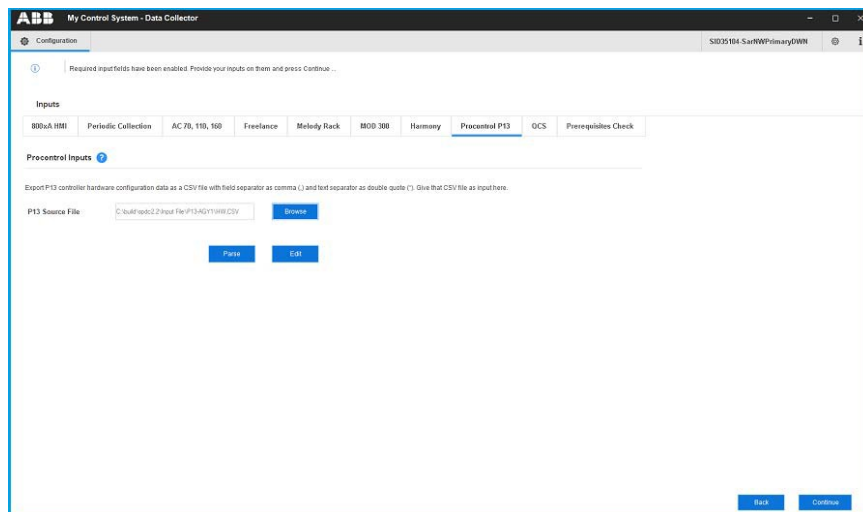 ABB My Control System - Data Collector
Configuration SID35104-SarNWPrimaryDWN
Required input fields have been enabled. Provide your inputs on them and press Continue ...
Inputs
800xA HMI Periodic Collection AC 70, 110, 160 Freelance Melody Rack MOD 300 Harmony Procontrol P13 QCS Prerequisites Check
Procontrol Inputs ?
Export P13 controller hardware configuration data as a CSV file with field separator as comma (,) and text separator as double quote ("). Give that CSV file as input here.
P13 Source File Browse
Parse Edit
Back Continue